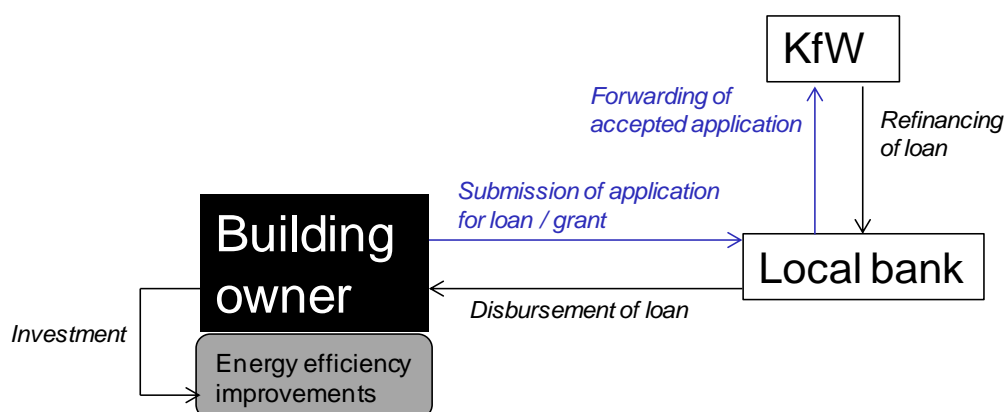 KfW
Forwarding of
accepted application
Refinancing
of loan
Submission of application
for loan / grant
Building
owner
Local bank
Disbursement of loan
Investment
Energy efficiency
improvements